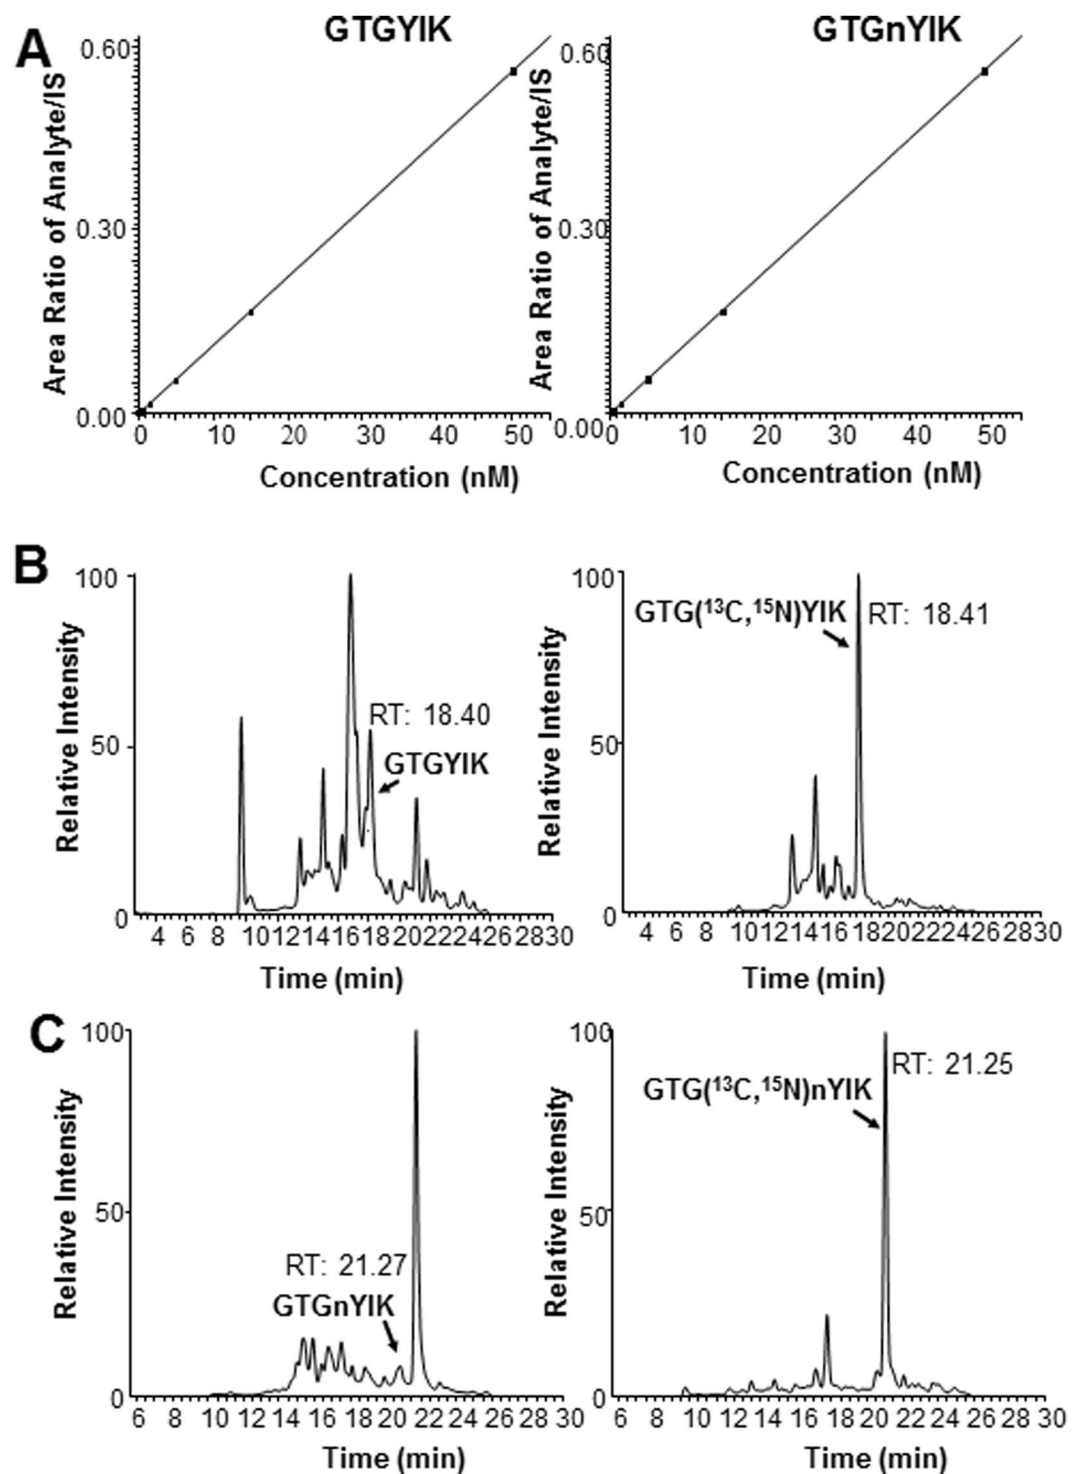 A
GTGYIK
GTGnYIK
Area Ratio of Analyte/IS
0.60
0.30
0.00
0 10 20 30 40 50
Concentration (nM)
Area Ratio of Analyte/IS
0.60
0.30
0.00
0 10 20 30 40 50
Concentration (nM)
B
Relative Intensity
100
50
0
RT: 18.40
GTGYIK
4 6 8 10 12 14 16 18 20 22 24 26 28 30
Time (min)
Relative Intensity
100
50
0
GTG(¹³C,¹⁵N)YIK
RT: 18.41
4 6 8 10 12 14 16 18 20 22 24 26 28 30
Time (min)
C
Relative Intensity
100
50
0
RT: 21.27
GTGnYIK
6 8 10 12 14 16 18 20 22 24 26 28 30
Time (min)
Relative Intensity
100
50
0
RT: 21.25
GTG(¹³C,¹⁵N)nYIK
6 8 10 12 14 16 18 20 22 24 26 28 30
Time (min)